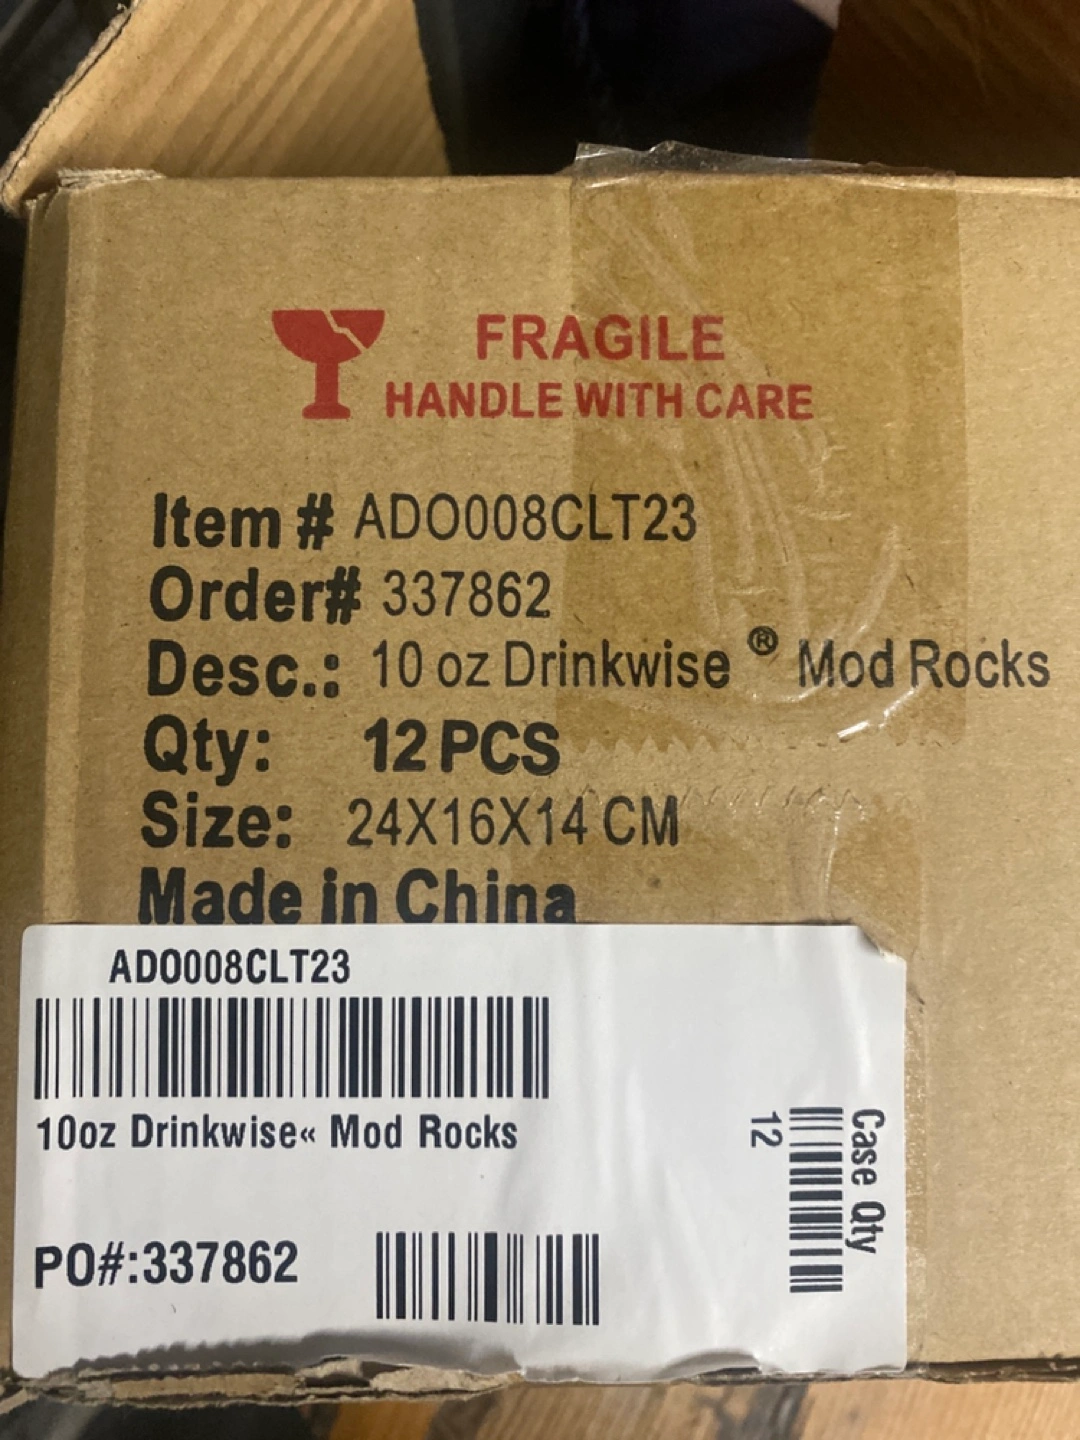 FRAGILE
HANDLE WITH CARE
Item # ADO008CLT23
Order# 337862
Desc.: 10 oz Drinkwise ® Mod Rocks
Qty: 12 PCS
Size: 24X16X14 CM
Made in China
ADO008CLT23
10oz Drinkwise« Mod Rocks
PO#:337862
Case Qty
12